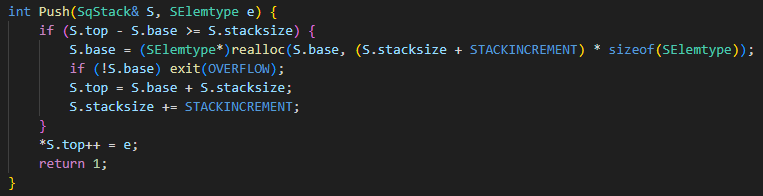 int Push(SqStack& S, SElemtype e) {
    if (S.top - S.base >= S.stacksize) {
        S.base = (SElemtype*)realloc(S.base, (S.stacksize + STACKINCREMENT) * sizeof(SElemtype));
        if (!S.base) exit(OVERFLOW);
        S.top = S.base + S.stacksize;
        S.stacksize += STACKINCREMENT;
    }
    *S.top++ = e;
    return 1;
}